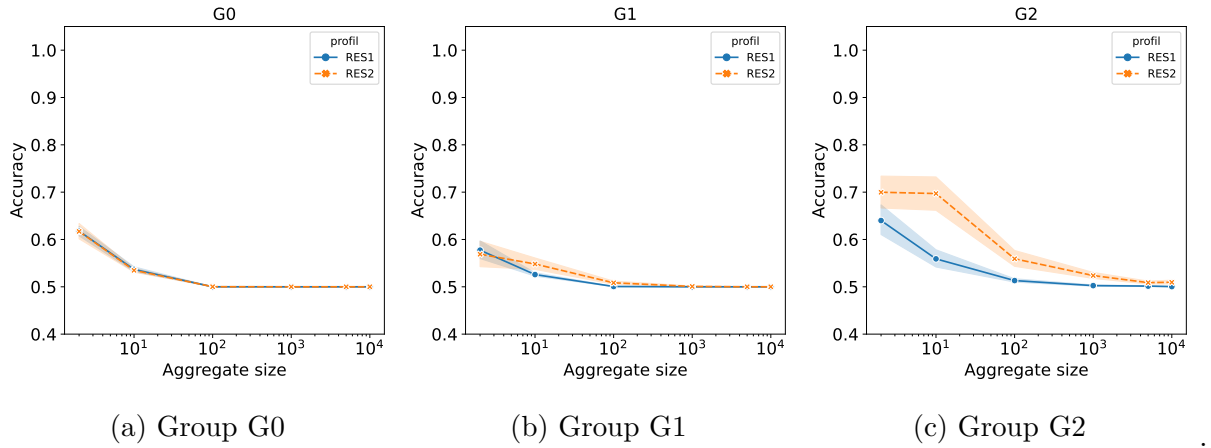 G0
1.0
0.9
0.8
0.7
0.6
0.5
0.4
Accuracy
profil
RES1
RES2
10^1 10^2 10^3 10^4
Aggregate size
(a) Group G0
G1
1.0
0.9
0.8
0.7
0.6
0.5
0.4
Accuracy
profil
RES1
RES2
10^1 10^2 10^3 10^4
Aggregate size
(b) Group G1
G2
1.0
0.9
0.8
0.7
0.6
0.5
0.4
Accuracy
profil
RES1
RES2
10^1 10^2 10^3 10^4
Aggregate size
(c) Group G2
.